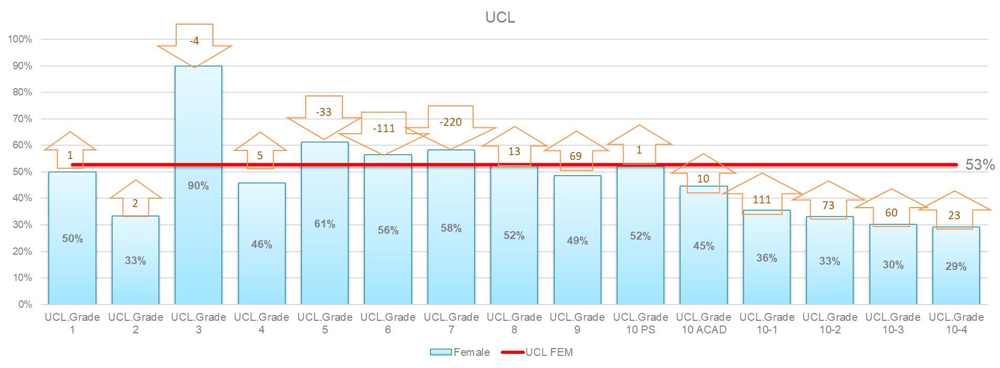 UCL
100%
90%
80%
70%
60%
50%
40%
30%
20%
10%
0%
1
2
-4
5
-33
-111
-220
13
69
1
10
111
73
60
23
53%
50%
33%
90%
46%
61%
56%
58%
52%
49%
52%
45%
36%
33%
30%
29%
UCL.Grade
1
UCL.Grade
2
UCL.Grade
3
UCL.Grade
4
UCL.Grade
5
UCL.Grade
6
UCL.Grade
7
UCL.Grade
8
UCL.Grade
9
UCL.Grade
10 PS
UCL.Grade
10 ACAD
UCL.Grade
10-1
UCL.Grade
10-2
UCL.Grade
10-3
UCL.Grade
10-4
Female
UCL FEM